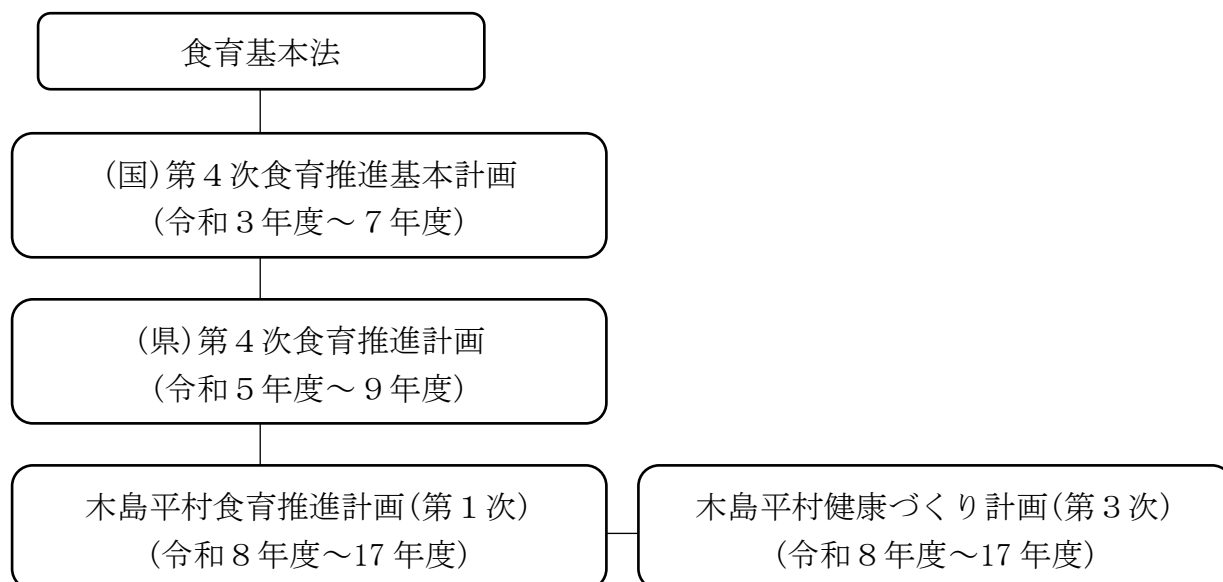 食育基本法
(国)第４次食育推進基本計画
(令和３年度～７年度)
(県)第４次食育推進計画
(令和５年度～９年度)
木島平村食育推進計画(第１次)
(令和８年度～17年度)
木島平村健康づくり計画(第３次)
(令和８年度～17年度)